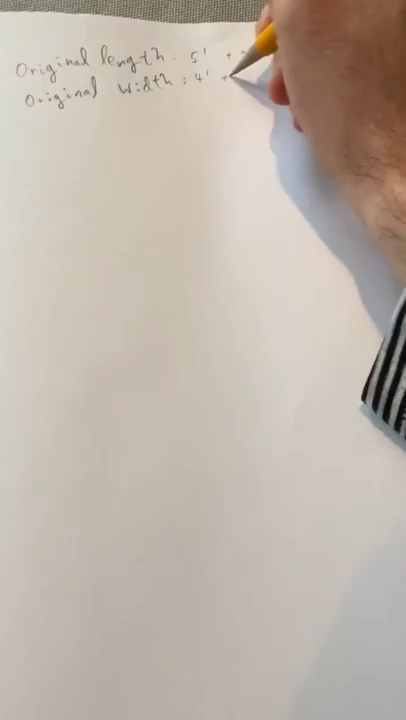 Original length : 5' +
Original width : 4' +